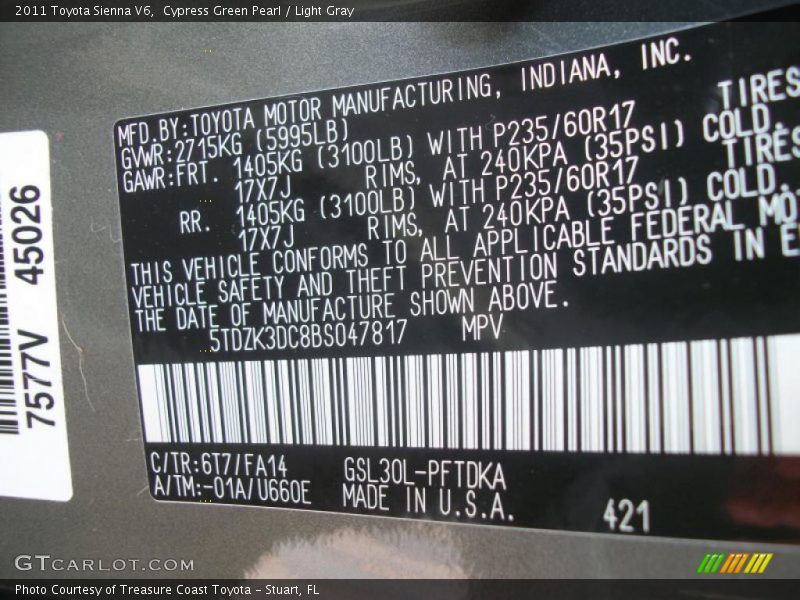 2011 Toyota Sienna V6,  Cypress Green Pearl / Light Gray
MFD.BY:TOYOTA MOTOR MANUFACTURING, INDIANA, INC.
GVWR:2715KG (5995LB)
GAWR:FRT. 1405KG (3100LB) WITH P235/60R17 TIRES
17X7J RIMS, AT 240KPA (35PSI) COLD.
RR. 1405KG (3100LB) WITH P235/60R17 TIRES
17X7J RIMS, AT 240KPA (35PSI) COLD.
THIS VEHICLE CONFORMS TO ALL APPLICABLE FEDERAL MO
VEHICLE SAFETY AND THEFT PREVENTION STANDARDS IN E
THE DATE OF MANUFACTURE SHOWN ABOVE.
5TDZK3DC8BS047817 MPV
C/TR:6T7/FA14 GSL30L-PFTDKA
A/TM:-01A/U660E MADE IN U.S.A.
421
7577V 45026
GTCARLOT.COM
Photo Courtesy of Treasure Coast Toyota – Stuart, FL